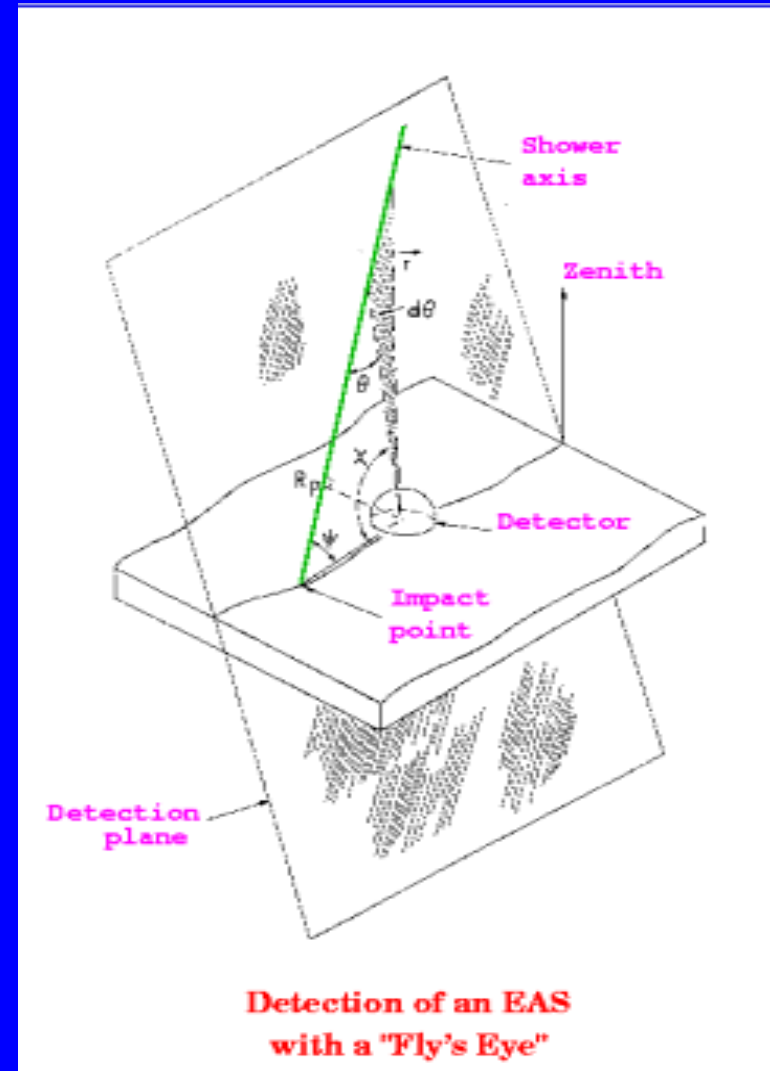 Shower
axis
r
Zenith
dθ
θ
χ
Rp
Detector
ψ
Impact
point
Detection
plane
Detection of an EAS
with a "Fly's Eye"